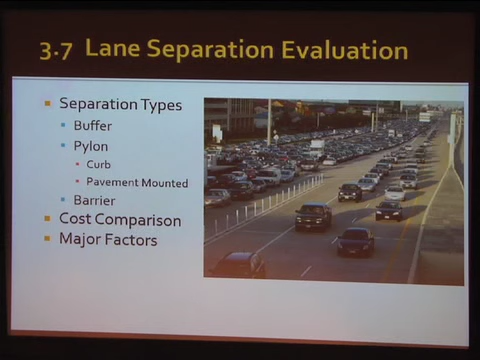 3.7 Lane Separation Evaluation
Separation Types
Buffer
Pylon
Curb
Pavement Mounted
Barrier
Cost Comparison
Major Factors